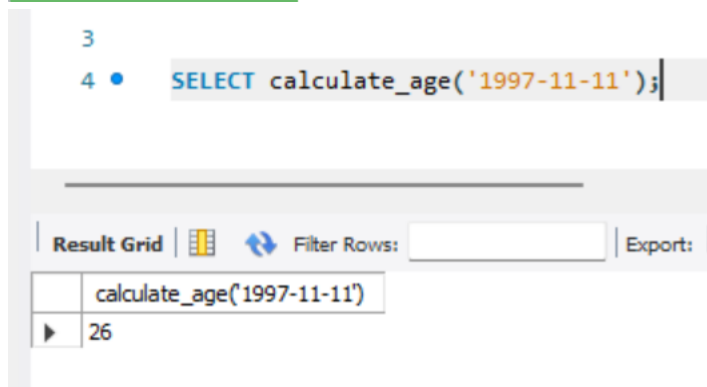 3
4 SELECT calculate_age('1997-11-11');
Result Grid Filter Rows: Export:
calculate_age('1997-11-11')
26